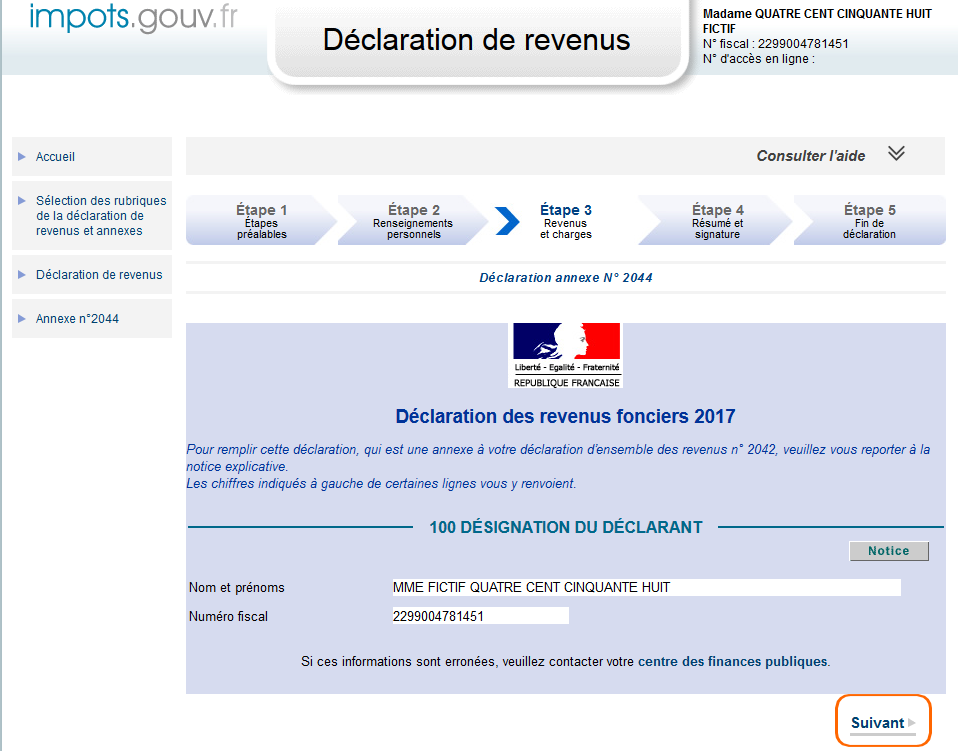 impots.gouv.fr
Déclaration de revenus
Madame QUATRE CENT CINQUANTE HUIT
FICTIF
N° fiscal : 2299004781451
N° d'accès en ligne :
Accueil
Sélection des rubriques
de la déclaration de
revenus et annexes
Déclaration de revenus
Annexe n°2044
Consulter l'aide
Étape 1
Étapes
préalables
Étape 2
Renseignements
personnels
Étape 3
Revenus
et charges
Étape 4
Résumé et
signature
Étape 5
Fin de
déclaration
Déclaration annexe N° 2044
Liberté - Egalité - Fraternité
REPUBLIQUE FRANCAISE
Déclaration des revenus fonciers 2017
Pour remplir cette déclaration, qui est une annexe à votre déclaration d'ensemble des revenus n° 2042, veuillez vous reporter à la
notice explicative.
Les chiffres indiqués à gauche de certaines lignes vous y renvoient.
100 DÉSIGNATION DU DÉCLARANT
Notice
Nom et prénoms MME FICTIF QUATRE CENT CINQUANTE HUIT
Numéro fiscal 2299004781451
Si ces informations sont erronées, veuillez contacter votre centre des finances publiques.
Suivant